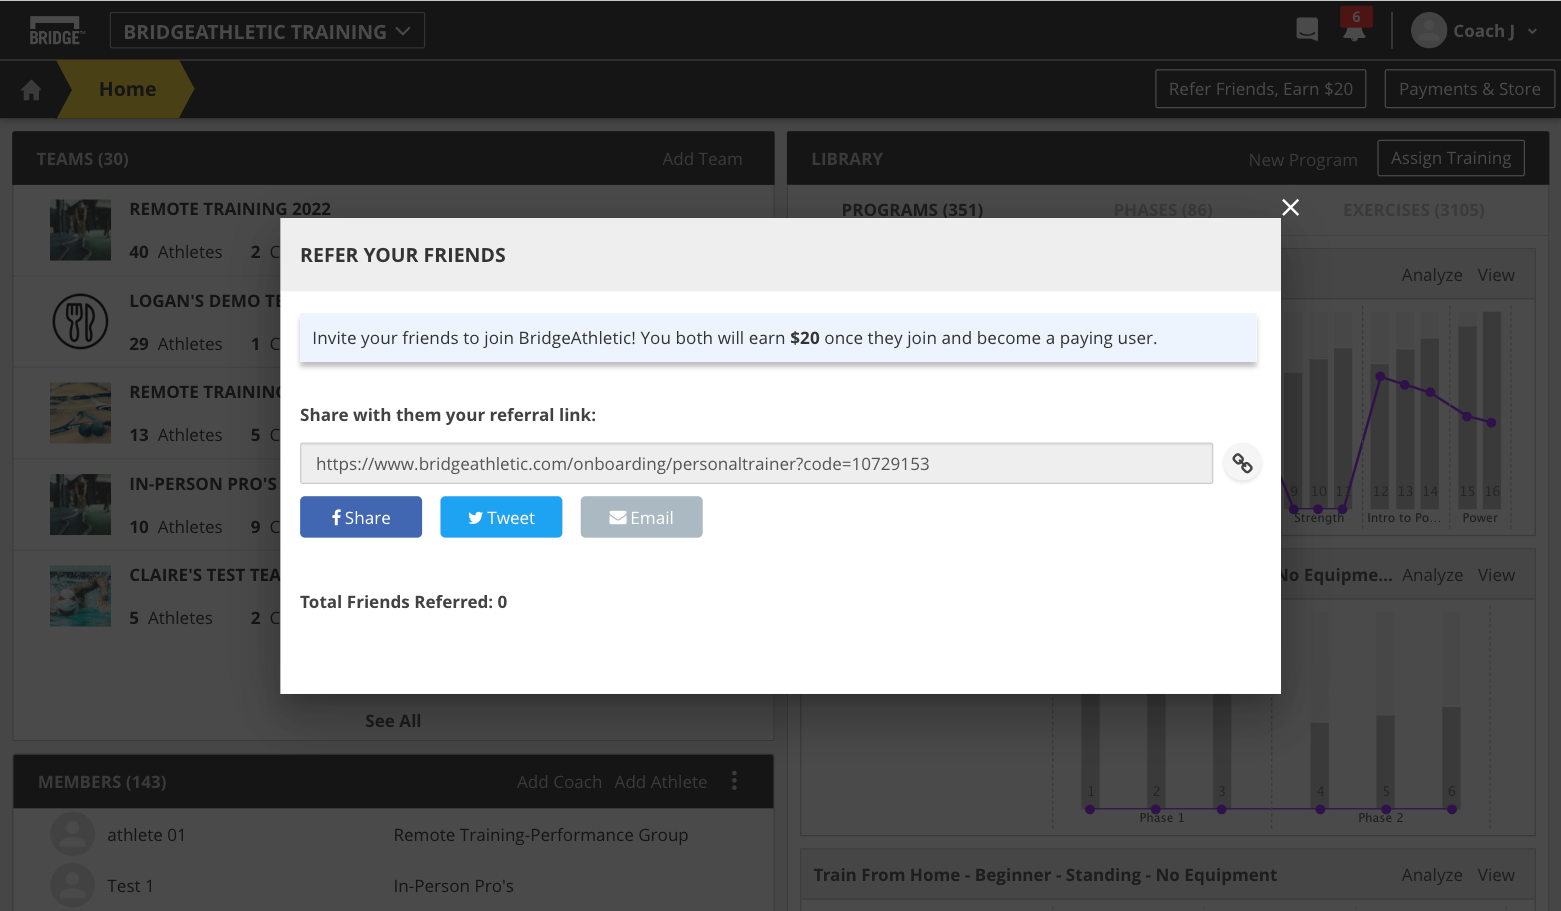 BRIDGE™ BRIDGEATHLETIC TRAINING 6 Coach J
Home Refer Friends, Earn $20 Payments & Store
TEAMS (30) Add Team
REMOTE TRAINING 2022
40 Athletes 2 C
LOGAN'S DEMO TE
29 Athletes 1 C
REMOTE TRAINING
13 Athletes 5 C
IN-PERSON PRO'S
10 Athletes 9 C
CLAIRE'S TEST TEA
5 Athletes 2 C
See All
MEMBERS (143) Add Coach Add Athlete
athlete 01 Remote Training-Performance Group
Test 1 In-Person Pro's
LIBRARY New Program Assign Training
PROGRAMS (351) PHASES (86) EXERCISES (3105)
Analyze View
9 10 11 12 13 14 15 16
Strength Intro to Po... Power
No Equipme... Analyze View
1 2 3 4 5 6
Phase 1 Phase 2
Train From Home - Beginner - Standing - No Equipment Analyze View
REFER YOUR FRIENDS
Invite your friends to join BridgeAthletic! You both will earn $20 once they join and become a paying user.
Share with them your referral link:
https://www.bridgeathletic.com/onboarding/personaltrainer?code=10729153
Share Tweet Email
Total Friends Referred: 0